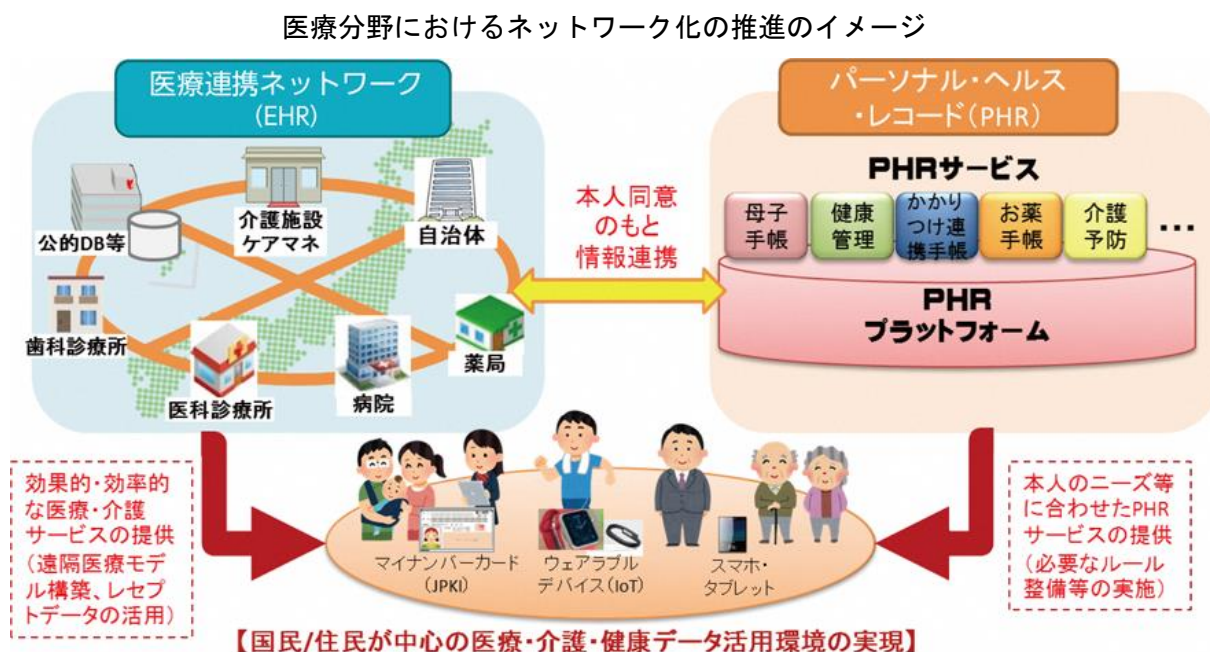 医療分野におけるネットワーク化の推進のイメージ
医療連携ネットワーク
(EHR)
公的DB等
介護施設
ケアマネ
自治体
歯科診療所
医科診療所
病院
薬局
本人同意
のもと
情報連携
パーソナル・ヘルス
・レコード(PHR)
PHRサービス
母子
手帳
健康
管理
かかり
つけ連
携手帳
お薬
手帳
介護
予防
…
PHR
プラットフォーム
効果的・効率的
な医療・介護
サービスの提供
(遠隔医療モデ
ル構築、レセプ
トデータの活用)
マイナンバーカード
(JPKI)
ウェアラブル
デバイス(IoT)
スマホ・
タブレット
本人のニーズ等
に合わせたPHR
サービスの提供
(必要なルール
整備等の実施)
【国民/住民が中心の医療・介護・健康データ活用環境の実現】